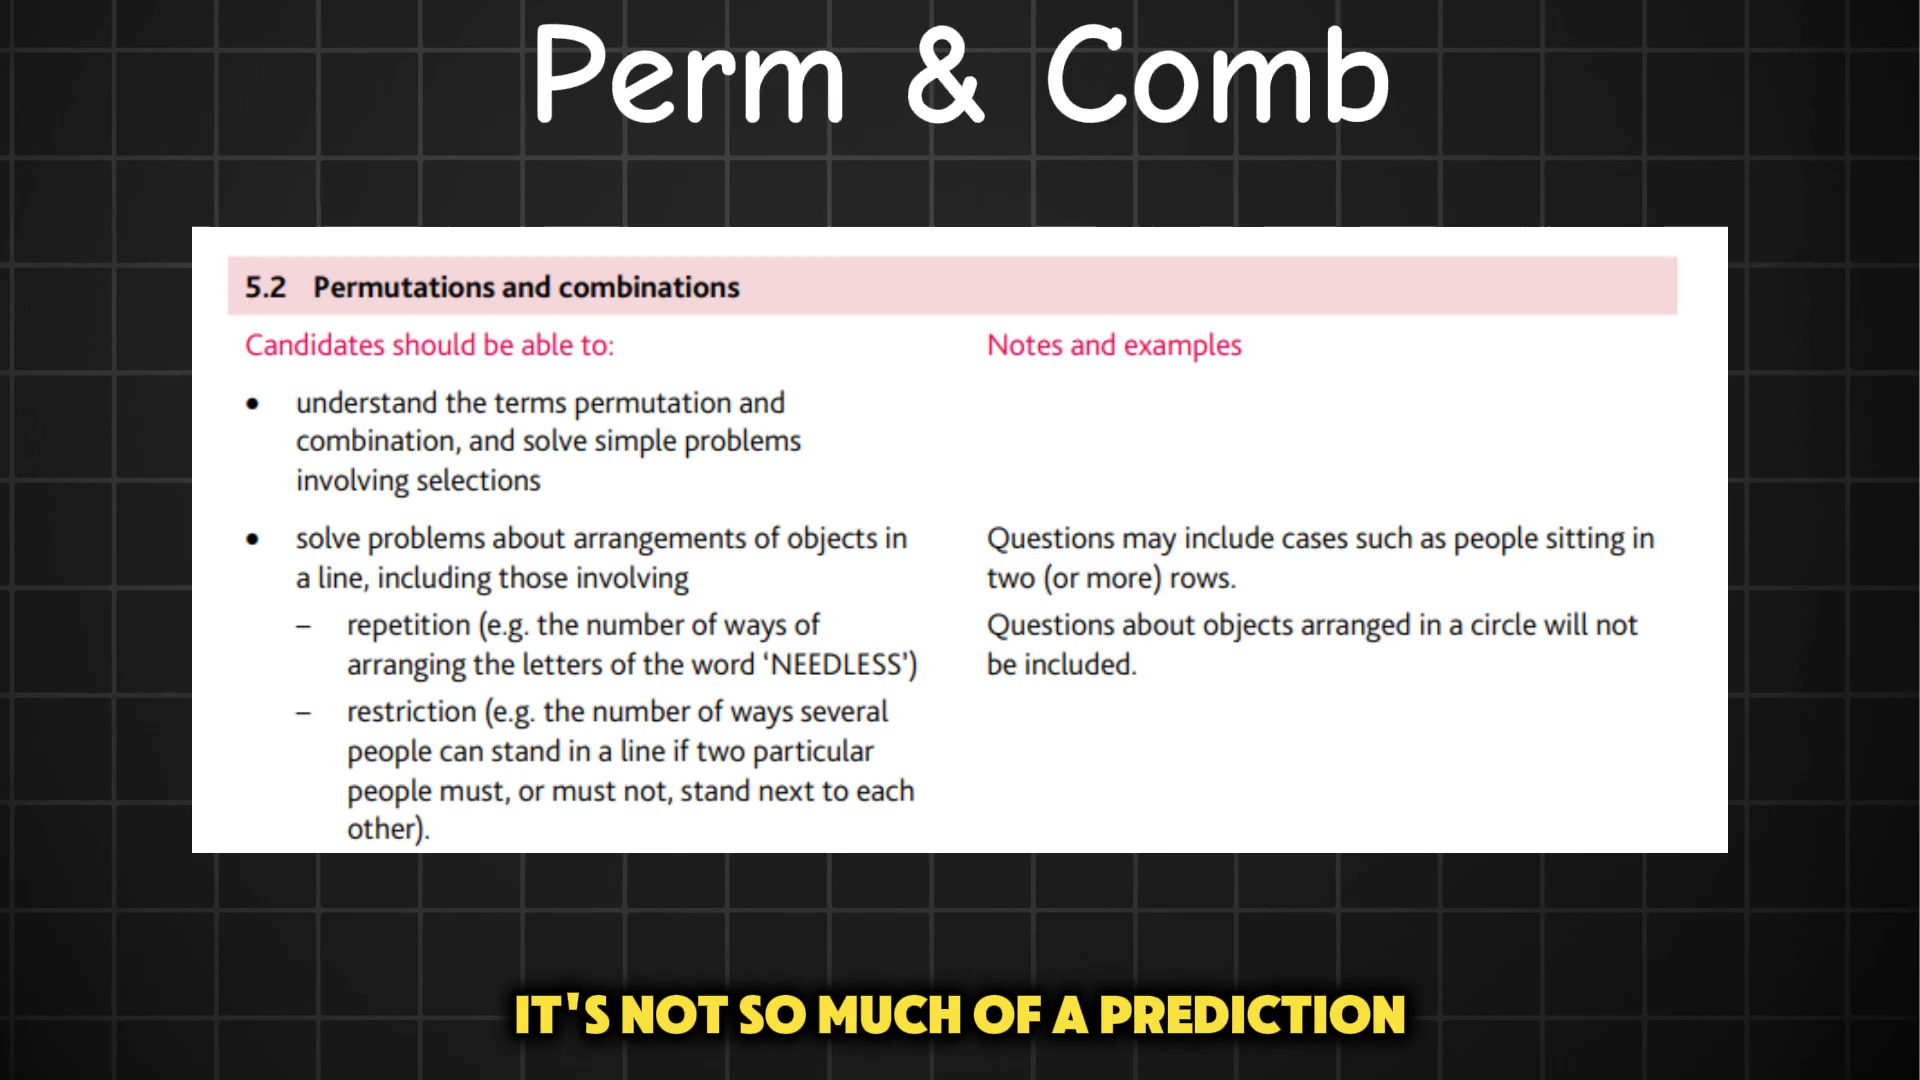 Perm & Comb
5.2 Permutations and combinations
Candidates should be able to:
Notes and examples
• understand the terms permutation and
combination, and solve simple problems
involving selections
• solve problems about arrangements of objects in
a line, including those involving
– repetition (e.g. the number of ways of
arranging the letters of the word ‘NEEDLESS’)
– restriction (e.g. the number of ways several
people can stand in a line if two particular
people must, or must not, stand next to each
other).
Questions may include cases such as people sitting in
two (or more) rows.
Questions about objects arranged in a circle will not
be included.
IT'S NOT SO MUCH OF A PREDICTION